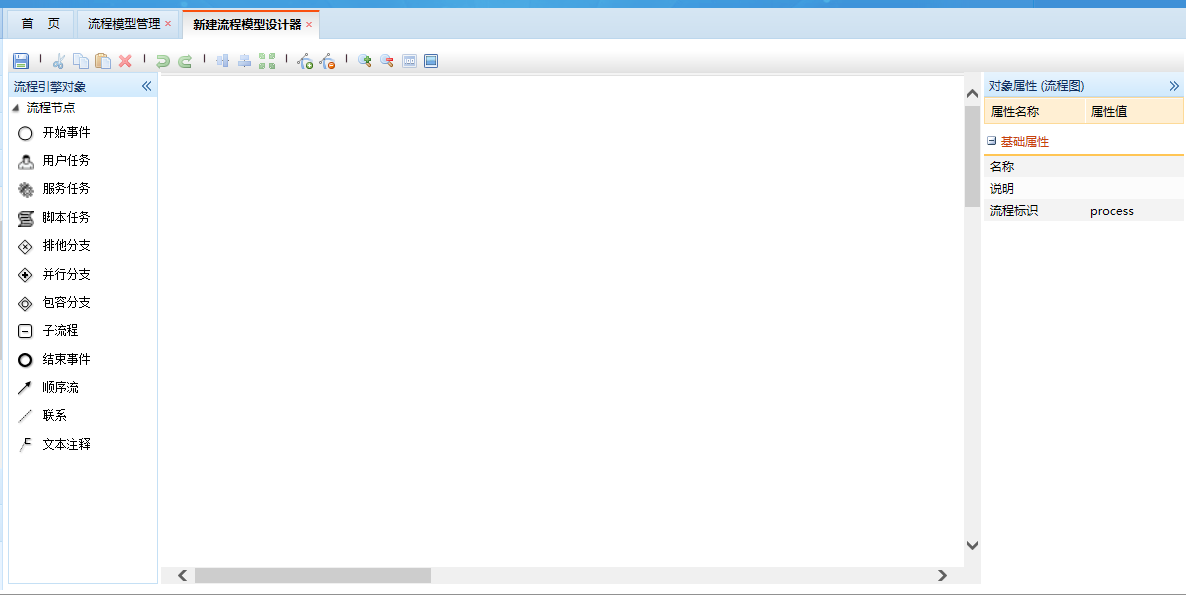 首 页 流程模型管理 × 新建流程模型设计器 ×
流程引擎对象
流程节点
开始事件
用户任务
服务任务
脚本任务
排他分支
并行分支
包容分支
子流程
结束事件
顺序流
联系
文本注释
对象属性 (流程图)
属性名称 属性值
基础属性
名称
说明
流程标识 process